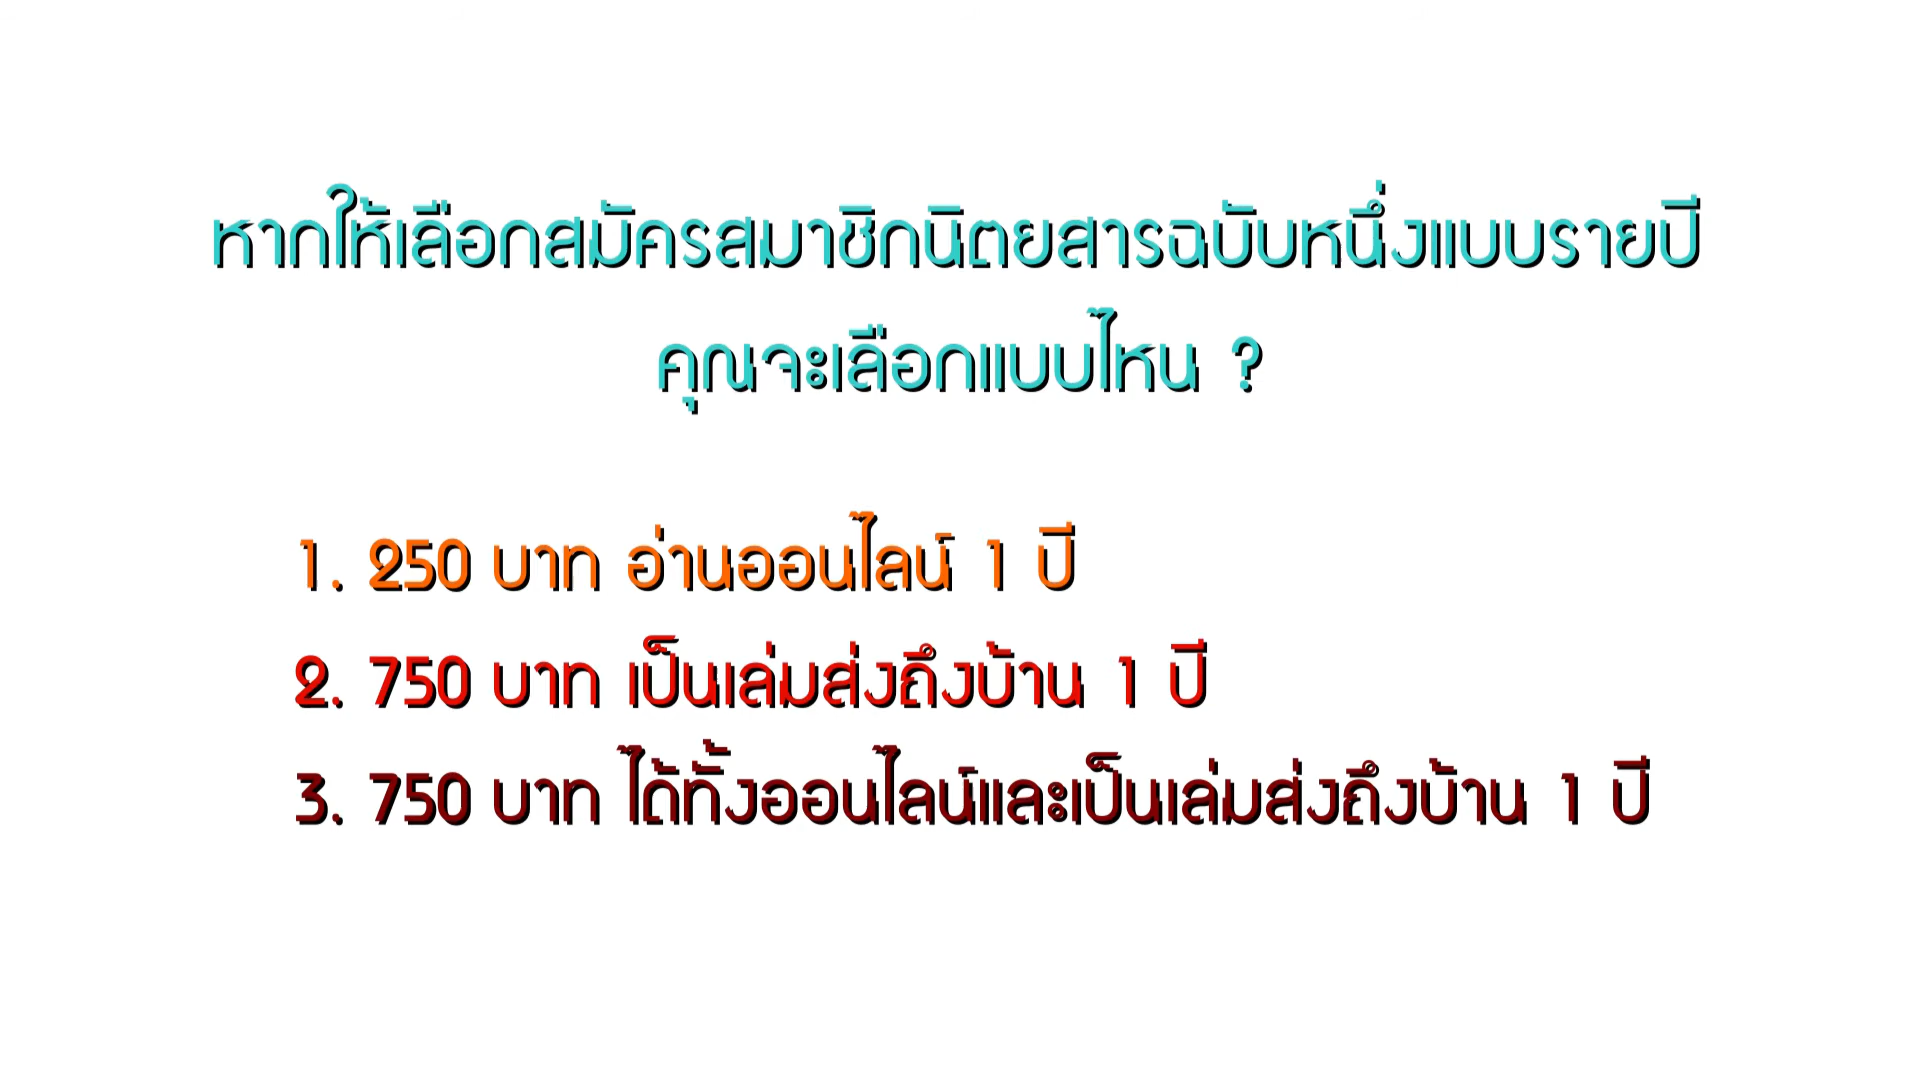 หากให้เลือกสมัครสมาชิกนิตยสารฉบับหนึ่งแบบรายปี
คุณจะเลือกแบบไหน ?
1. 250 บาท อ่านออนไลน์ 1 ปี
2. 750 บาท เป็นเล่มส่งถึงบ้าน 1 ปี
3. 750 บาท ได้ทั้งออนไลน์และเป็นเล่มส่งถึงบ้าน 1 ปี